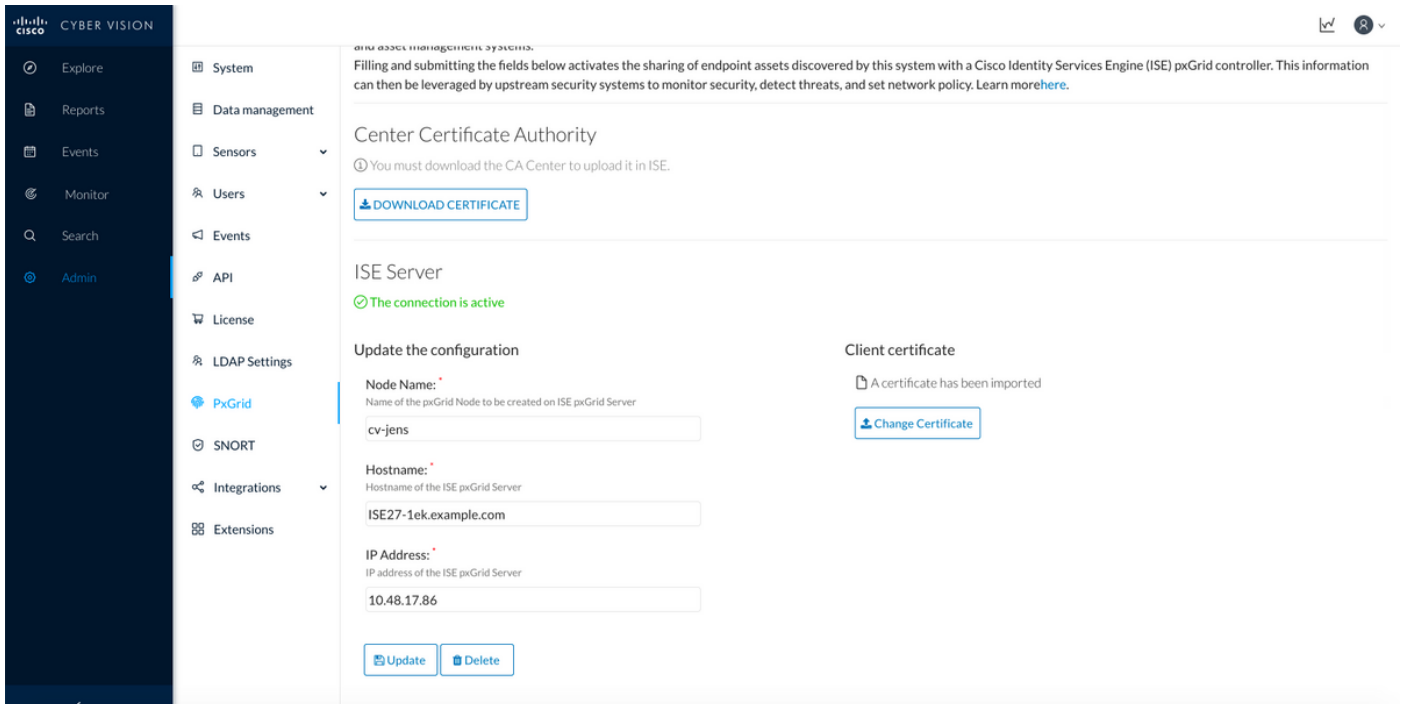 cisco CYBER VISION
Explore
Reports
Events
Monitor
Search
Admin
System
Data management
Sensors
Users
Events
API
License
LDAP Settings
PxGrid
SNORT
Integrations
Extensions
and asset management systems.
Filling and submitting the fields below activates the sharing of endpoint assets discovered by this system with a Cisco Identity Services Engine (ISE) pxGrid controller. This information
can then be leveraged by upstream security systems to monitor security, detect threats, and set network policy. Learn morehere.
Center Certificate Authority
You must download the CA Center to upload it in ISE.
DOWNLOAD CERTIFICATE
ISE Server
The connection is active
Update the configuration
Node Name: *
Name of the pxGrid Node to be created on ISE pxGrid Server
cv-jens
Hostname: *
Hostname of the ISE pxGrid Server
ISE27-1ek.example.com
IP Address: *
IP address of the ISE pxGrid Server
10.48.17.86
Update
Delete
Client certificate
A certificate has been imported
Change Certificate